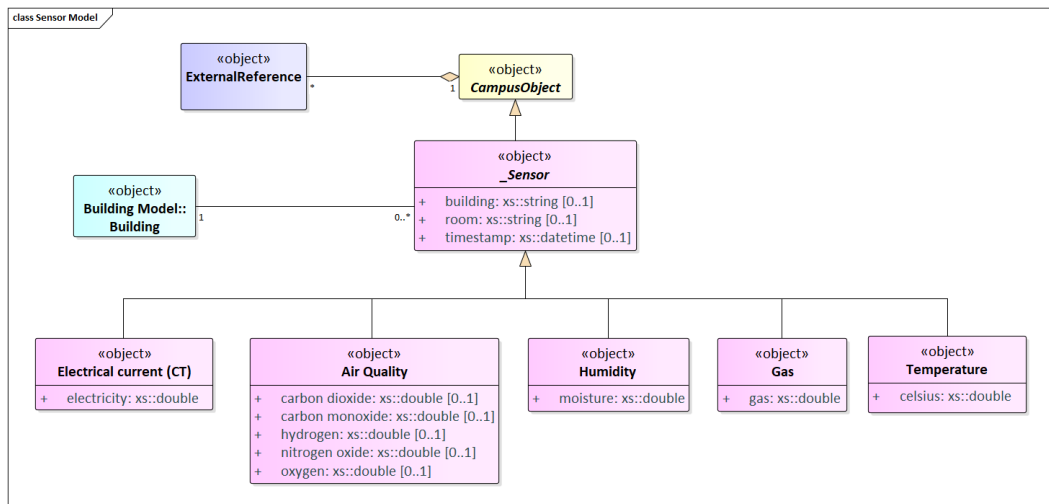 class Sensor Model
«object»
ExternalReference
*
1
«object»
CampusObject
«object»
_Sensor
+ building: xs::string [0..1]
+ room: xs::string [0..1]
+ timestamp: xs::datetime [0..1]
«object»
Building Model::
Building
1
0..*
«object»
Electrical current (CT)
+ electricity: xs::double
«object»
Air Quality
+ carbon dioxide: xs::double [0..1]
+ carbon monoxide: xs::double [0..1]
+ hydrogen: xs::double [0..1]
+ nitrogen oxide: xs::double [0..1]
+ oxygen: xs::double [0..1]
«object»
Humidity
+ moisture: xs::double
«object»
Gas
+ gas: xs::double
«object»
Temperature
+ celsius: xs::double